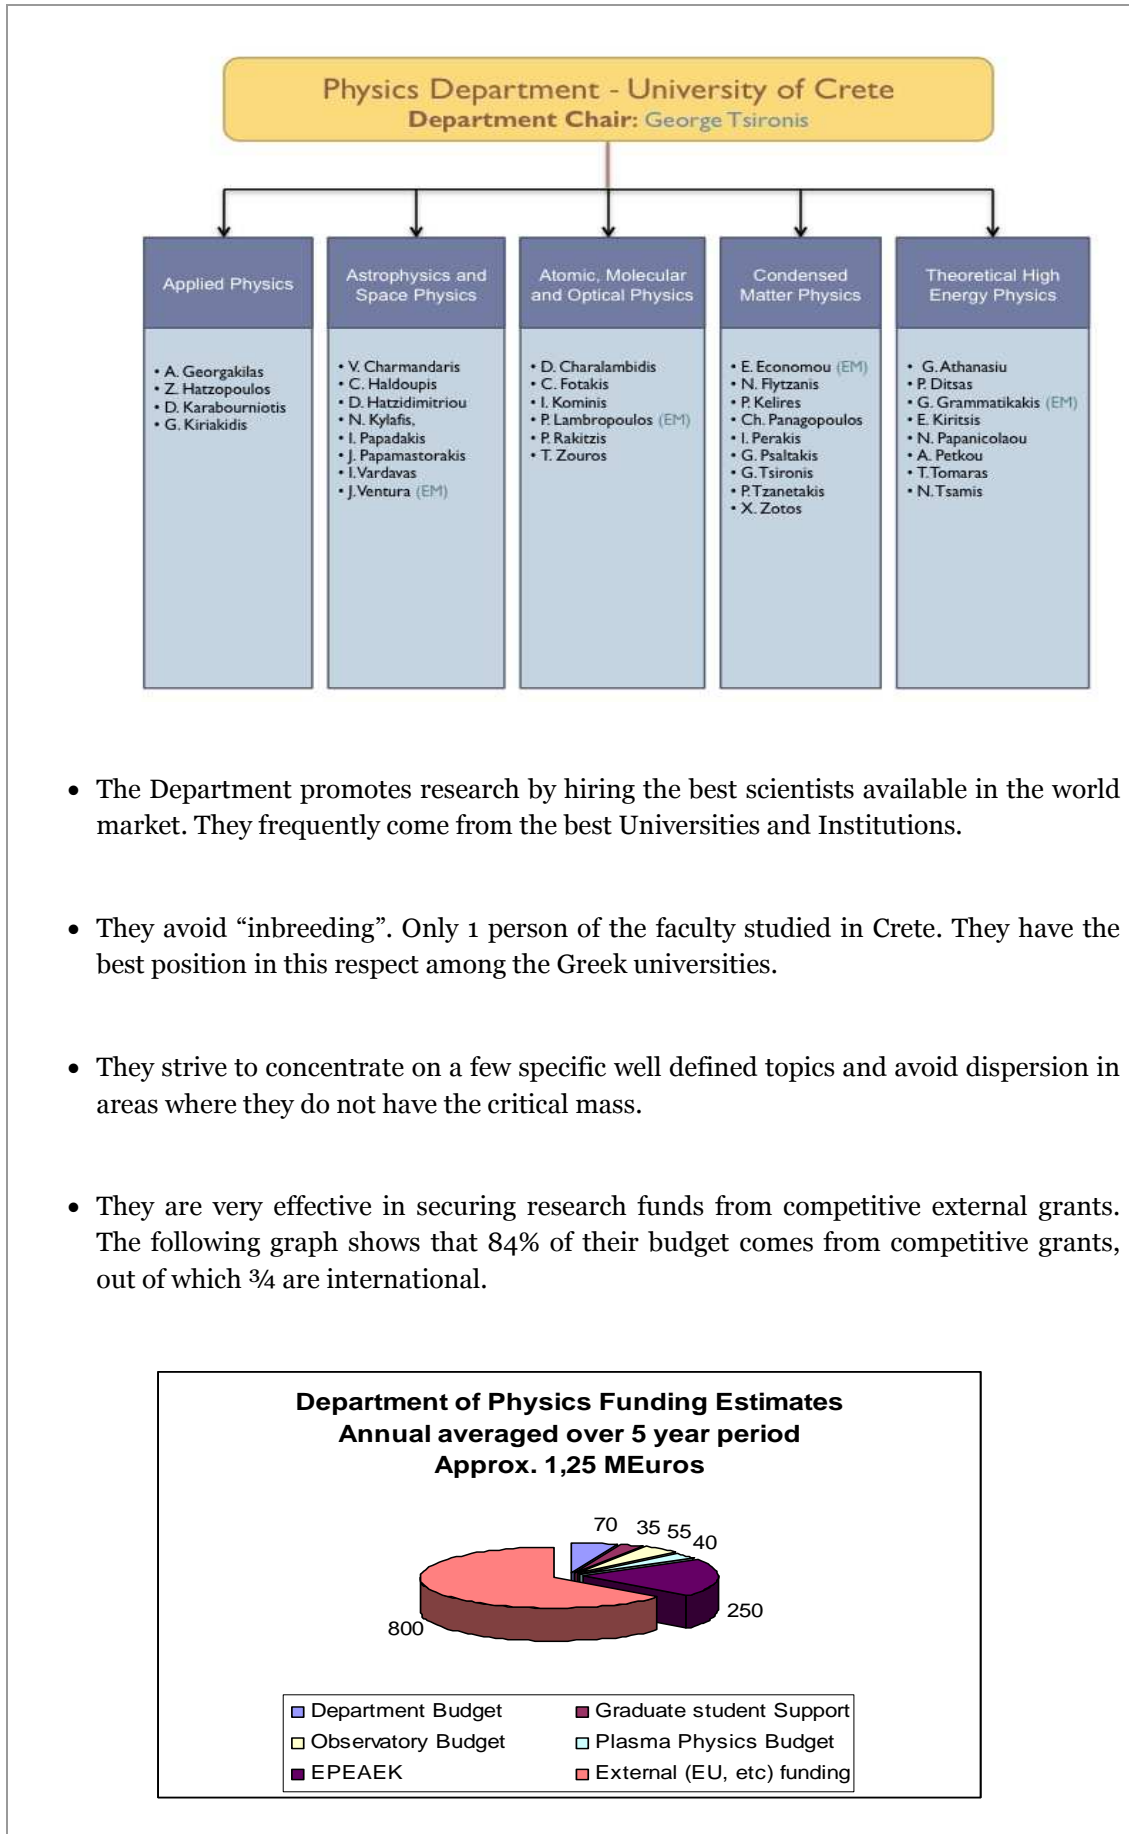 Physics Department - University of Crete
Department Chair: George Tsironis
Applied Physics
• A. Georgakilas
• Z. Hatzopoulos
• D. Karabourniotis
• G. Kiriakidis
Astrophysics and
Space Physics
• V. Charmandaris
• C. Haldoupis
• D. Hatzidimitriou
• N. Kylafis,
• I. Papadakis
• J. Papamastorakis
• I. Vardavas
• J. Ventura (EM)
Atomic, Molecular
and Optical Physics
• D. Charalambidis
• C. Fotakis
• I. Kominis
• P. Lambropoulos (EM)
• P. Rakitzis
• T. Zouros
Condensed
Matter Physics
• E. Economou (EM)
• N. Flytzanis
• P. Kelires
• Ch. Panagopoulos
• I. Perakis
• G. Psaltakis
• G. Tsironis
• P. Tzanetakis
• X. Zotos
Theoretical High
Energy Physics
• G. Athanasiu
• P. Ditsas
• G. Grammatikakis (EM)
• E. Kiritsis
• N. Papanicolaou
• A. Petkou
• T. Tomaras
• N. Tsamis
• The Department promotes research by hiring the best scientists available in the world
market. They frequently come from the best Universities and Institutions.
• They avoid “inbreeding”. Only 1 person of the faculty studied in Crete. They have the
best position in this respect among the Greek universities.
• They strive to concentrate on a few specific well defined topics and avoid dispersion in
areas where they do not have the critical mass.
• They are very effective in securing research funds from competitive external grants.
The following graph shows that 84% of their budget comes from competitive grants,
out of which ¾ are international.
Department of Physics Funding Estimates
Annual averaged over 5 year period
Approx. 1,25 MEuros
70
35
55
40
250
800
Department Budget
Graduate student Support
Observatory Budget
Plasma Physics Budget
EPEAEK
External (EU, etc) funding